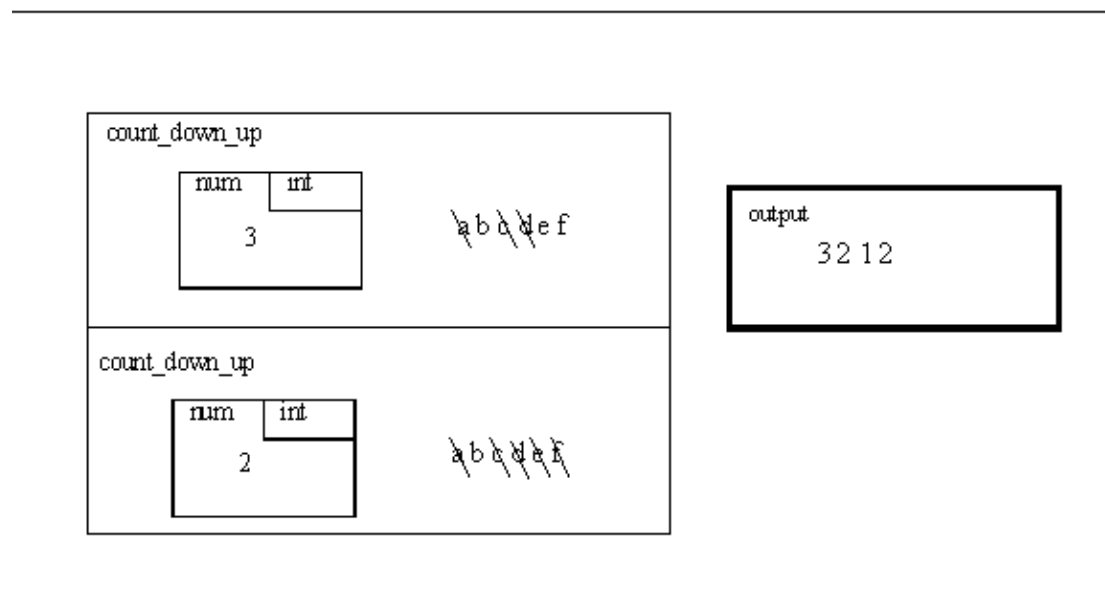 count_down_up
num int
3
a b c d e f
output
3 2 1 2
count_down_up
num int
2
a b c d e f